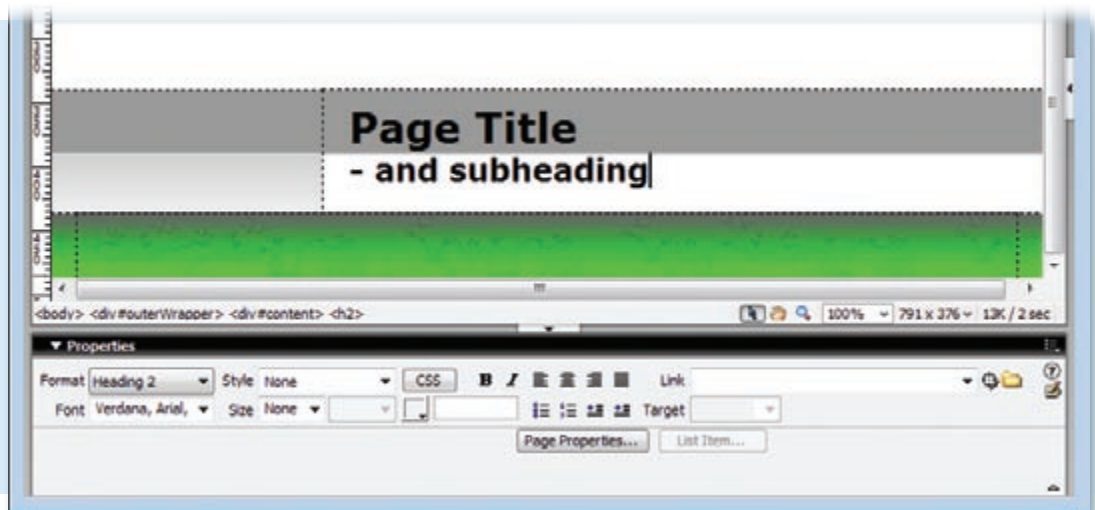 Page Title
- and subheading
<body> <div#outerWrapper> <div#content> <h2>
100% 791 x 376 13K / 2 sec
Properties
Format Heading 2 Style None CSS B I Link
Font Verdana, Arial, Size None Target
Page Properties... List Item...